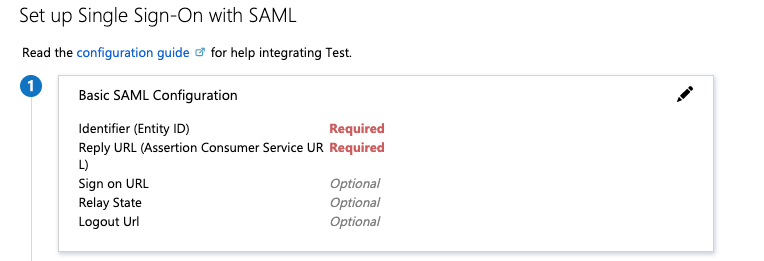 Set up Single Sign-On with SAML
Read the configuration guide for help integrating Test.
1
Basic SAML Configuration
Identifier (Entity ID) Required
Reply URL (Assertion Consumer Service UR Required
L)
Sign on URL Optional
Relay State Optional
Logout Url Optional